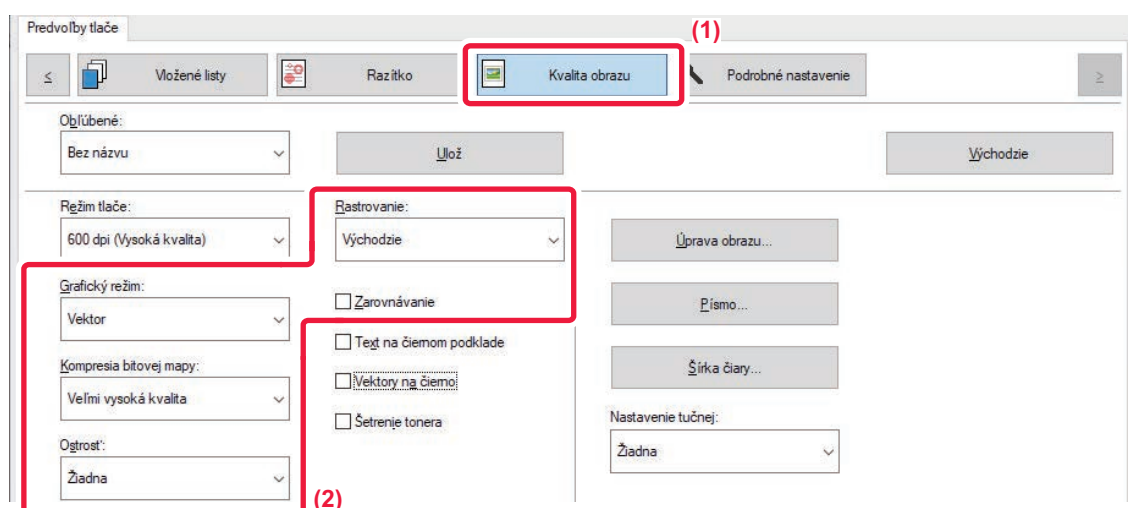 Predvoľby tlače
(1)
< Vložené listy Razítko Kvalita obrazu Podrobné nastavenie >
Obľúbené:
Bez názvu Ulož Východzie
Režim tlače: Rastrovanie:
600 dpi (Vysoká kvalita) Východzie Úprava obrazu...
Grafický režim:
Vektor Zarovnávanie Písmo...
Text na čiernom podklade
Kompresia bitovej mapy: Šírka čiary...
Veľmi vysoká kvalita Vektory na čierno
Šetrenie tonera Nastavenie tučnej:
Ostrosť:
Žiadna Žiadna
(2)